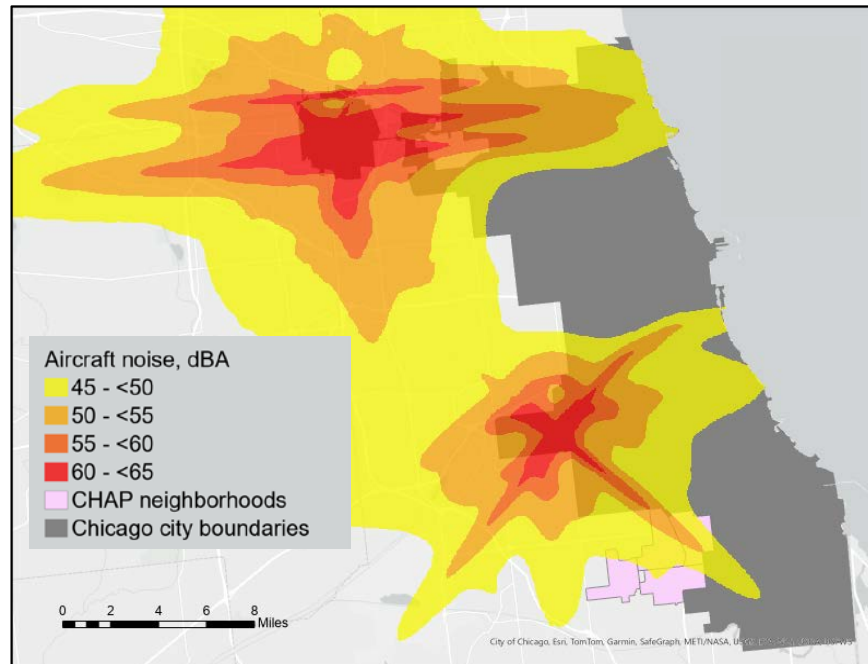 Aircraft noise, dBA
45 - <50
50 - <55
55 - <60
60 - <65
CHAP neighborhoods
Chicago city boundaries
0 2 4 6 8
Miles
City of Chicago, Esri, TomTom, Garmin, SafeGraph, METI/NASA,